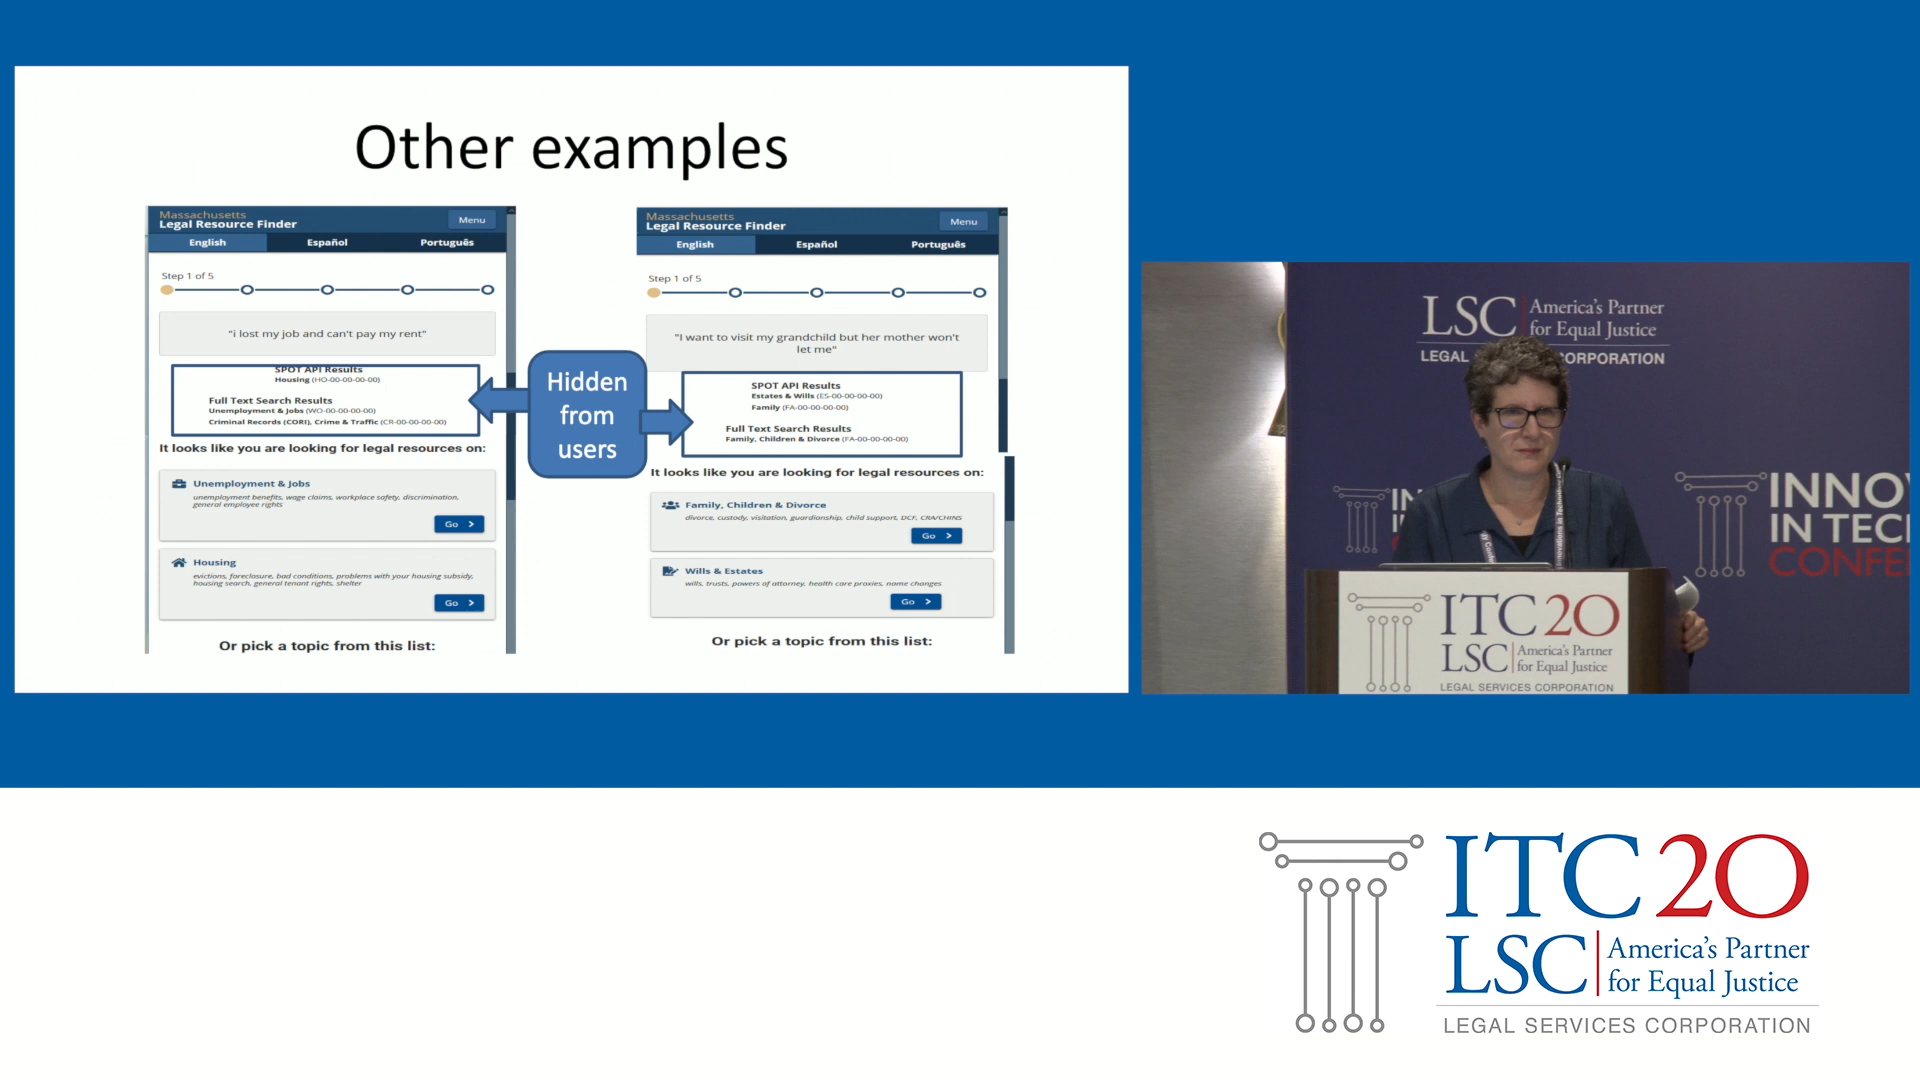 Other examples
Massachusetts
Legal Resource Finder
Menu
English Español Português
Step 1 of 5
"i lost my job and can't pay my rent"
SPOT API Results
Housing (HO-00-00-00-00)
Full Text Search Results
Unemployment & Jobs (WO-00-00-00-00)
Criminal Records (CORI), Crime & Traffic (CR-00-00-00-00)
It looks like you are looking for legal resources on:
Unemployment & Jobs
unemployment benefits, wage claims, workplace safety, discrimination,
general employee rights
Go >
Housing
evictions, foreclosure, bad conditions, problems with your housing subsidy,
housing search, general tenant rights, shelter
Go >
Or pick a topic from this list:
Hidden
from
users
Massachusetts
Legal Resource Finder
Menu
English Español Português
Step 1 of 5
"I want to visit my grandchild but her mother won't
let me"
SPOT API Results
Estates & Wills (ES-00-00-00-00)
Family (FA-00-00-00-00)
Full Text Search Results
Family, Children & Divorce (FA-00-00-00-00)
It looks like you are looking for legal resources on:
Family, Children & Divorce
divorce, custody, visitation, guardianship, child support, DCF, CRA/CHINS
Go >
Wills & Estates
wills, trusts, powers of attorney, health care proxies, name changes
Go >
Or pick a topic from this list:
LSC America's Partner
for Equal Justice
LEGAL CORPORATION
IN
INNO
IN TEC
CONFE
ITC 20
LSC America's Partner
for Equal Justice
LEGAL SERVICES CORPORATION
ITC 20
LSC America's Partner
for Equal Justice
LEGAL SERVICES CORPORATION